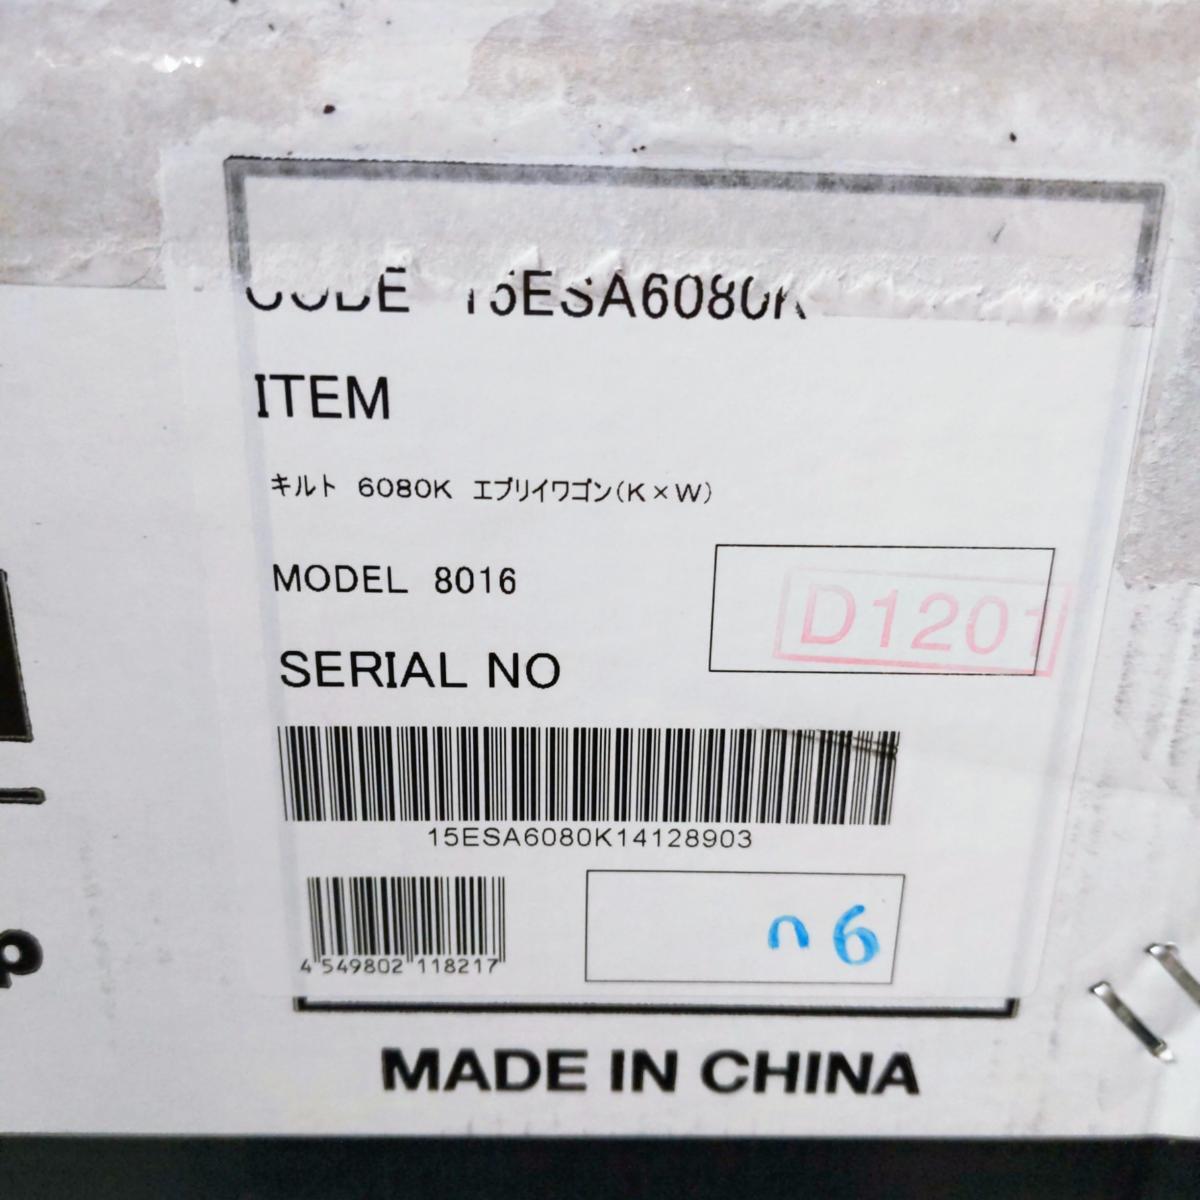 CODE 15ESA6080K
ITEM
キルト 6080K エブリイワゴン(K×W)
MODEL 8016
D1201
SERIAL NO
15ESA6080K14128903
4 549802 118217
n6
MADE IN CHINA